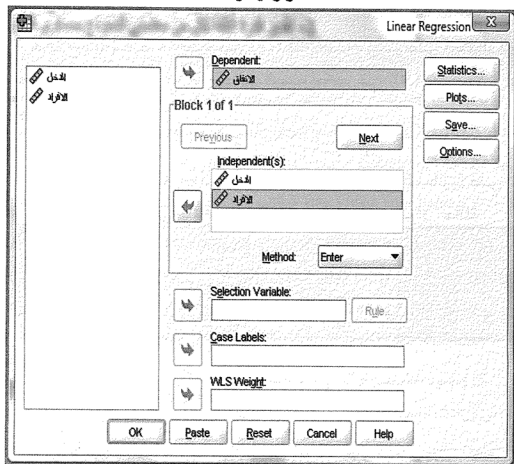 Linear Regression
الدخل
الافراد
Dependent:
الانفاق
Block 1 of 1
Previous
Next
Independent(s):
الدخل
الافراد
Method:
Enter
Selection Variable:
Rule...
Case Labels:
WLS Weight:
Statistics...
Plots...
Save...
Options...
OK
Paste
Reset
Cancel
Help